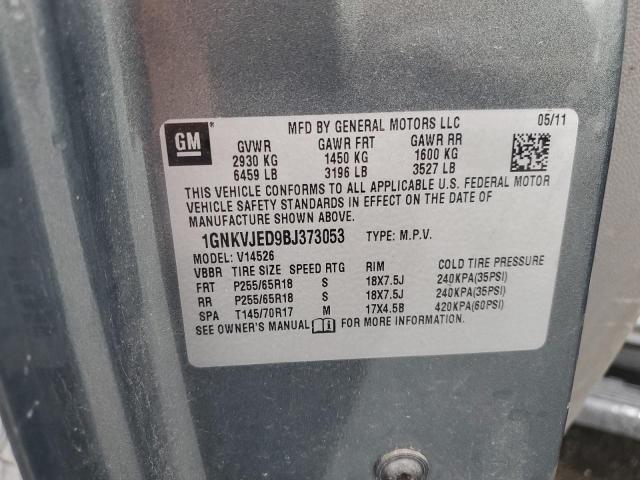 MFD BY GENERAL MOTORS LLC 05/11
GM
GVWR GAWR FRT GAWR RR
2930 KG 1450 KG 1600 KG
6459 LB 3196 LB 3527 LB
THIS VEHICLE CONFORMS TO ALL APPLICABLE U.S. FEDERAL MOTOR
VEHICLE SAFETY STANDARDS IN EFFECT ON THE DATE OF
MANUFACTURE SHOWN ABOVE.
1GNKVJED9BJ373053 TYPE: M.P.V.
MODEL: V14526
VBBR TIRE SIZE SPEED RTG RIM COLD TIRE PRESSURE
FRT P255/65R18 S 18X7.5J 240KPA(35PSI)
RR P255/65R18 S 18X7.5J 240KPA(35PSI)
SPA T145/70R17 M 17X4.5B 420KPA(60PSI)
SEE OWNER'S MANUAL FOR MORE INFORMATION.